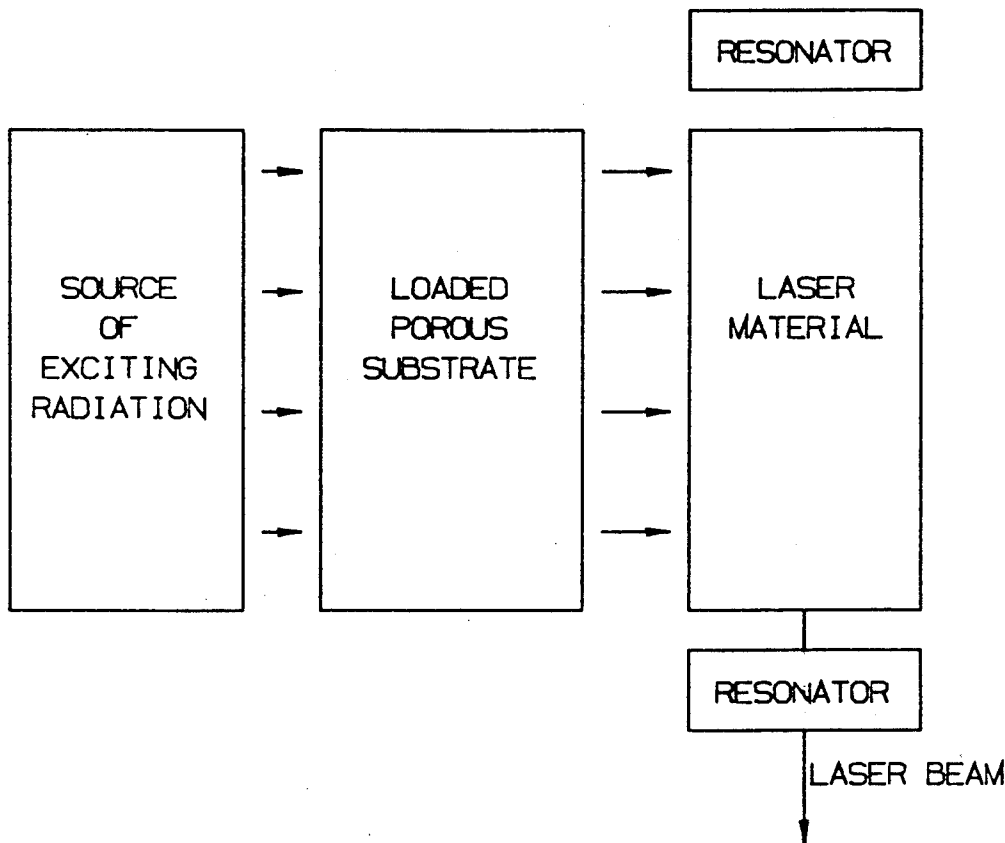 RESONATOR
SOURCE
OF
EXCITING
RADIATION
LOADED
POROUS
SUBSTRATE
LASER
MATERIAL
RESONATOR
LASER BEAM